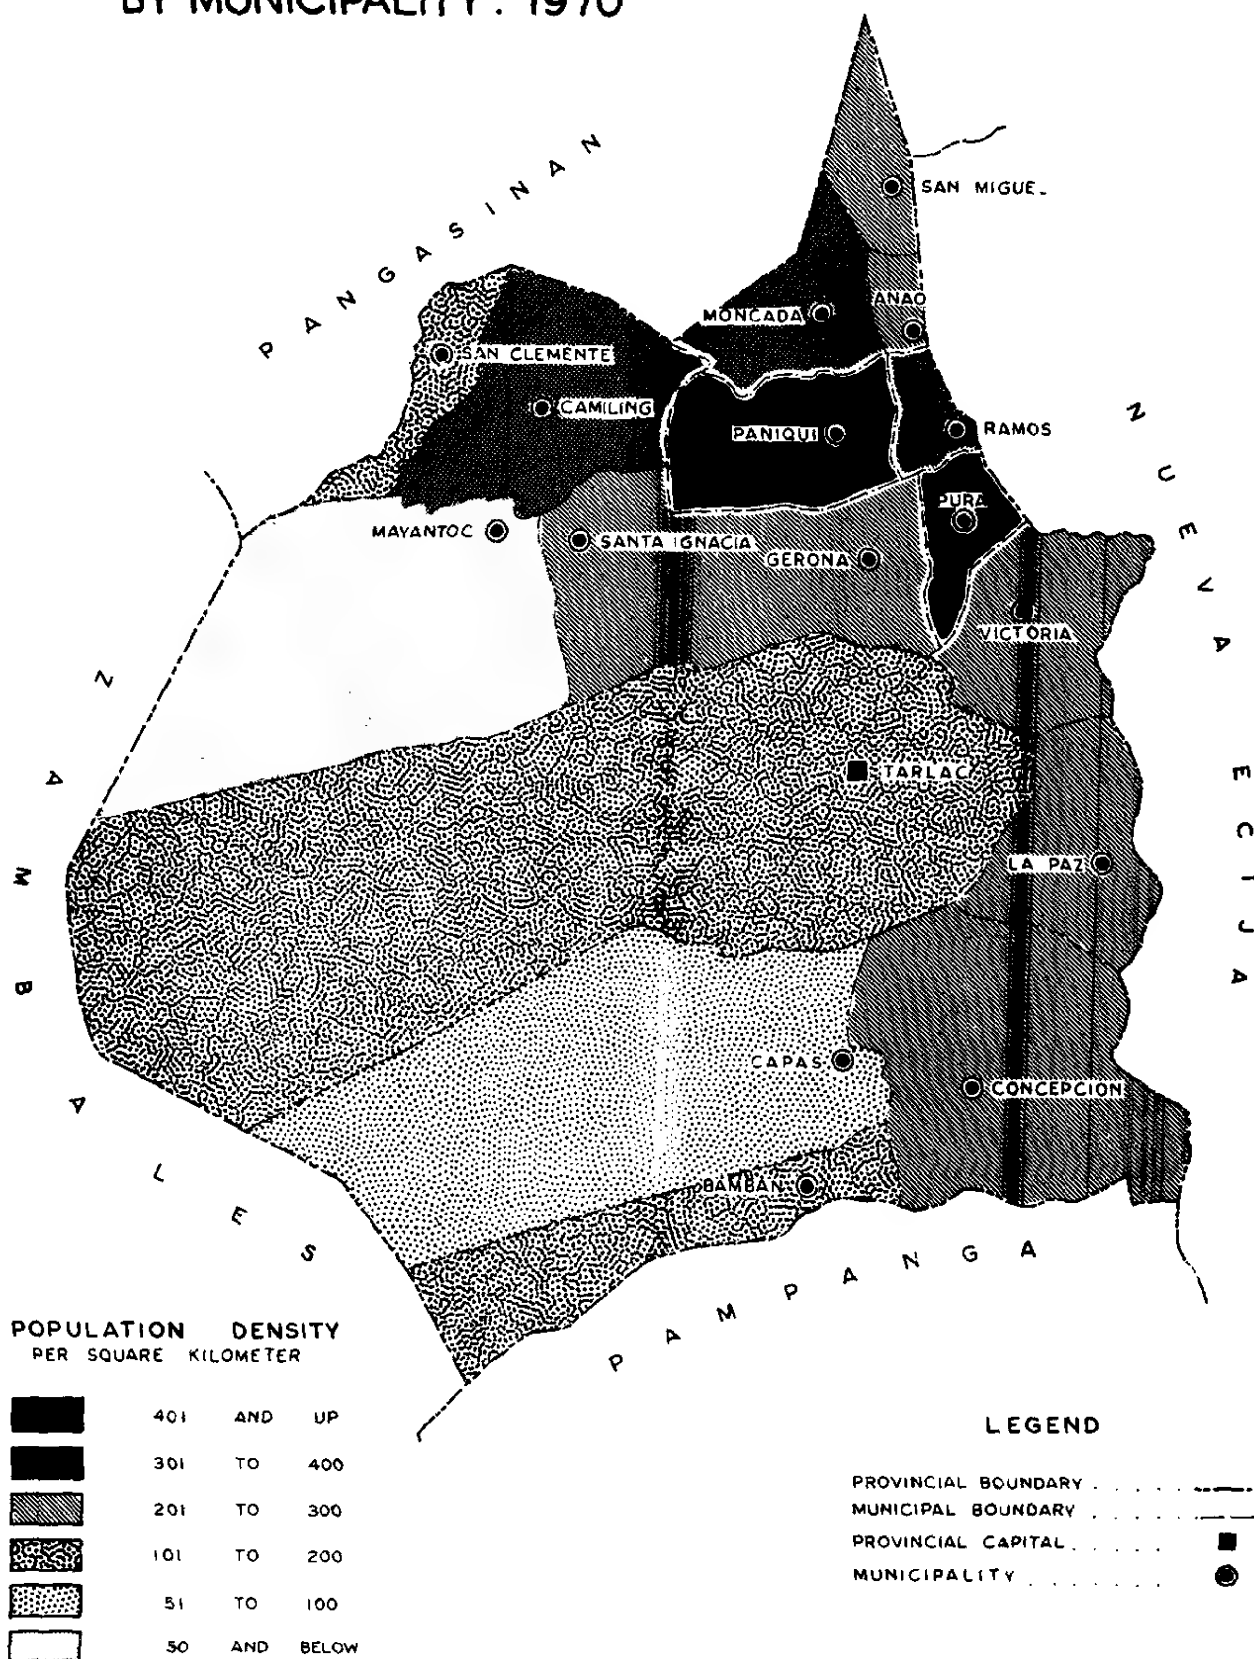 BY MUNICIPALITY: 1970
PANGASINAN
SAN MIGUEL
ANAO
MONCADA
SAN CLEMENTE
CAMILING
PANIQUI
RAMOS
NUEVA ECIJA
PURA
MAYANTOC
SANTA IGNACIA
GERONA
VICTORIA
ZAMBALES
TARLAC
LA PAZ
CAPAS
CONCEPCION
BAMBAN
PAMPANGA
POPULATION DENSITY
PER SQUARE KILOMETER
401 AND UP
301 TO 400
201 TO 300
101 TO 200
51 TO 100
50 AND BELOW
LEGEND
PROVINCIAL BOUNDARY . . . . .
MUNICIPAL BOUNDARY . . . . .
PROVINCIAL CAPITAL . . . . .
MUNICIPALITY . . . . . . .